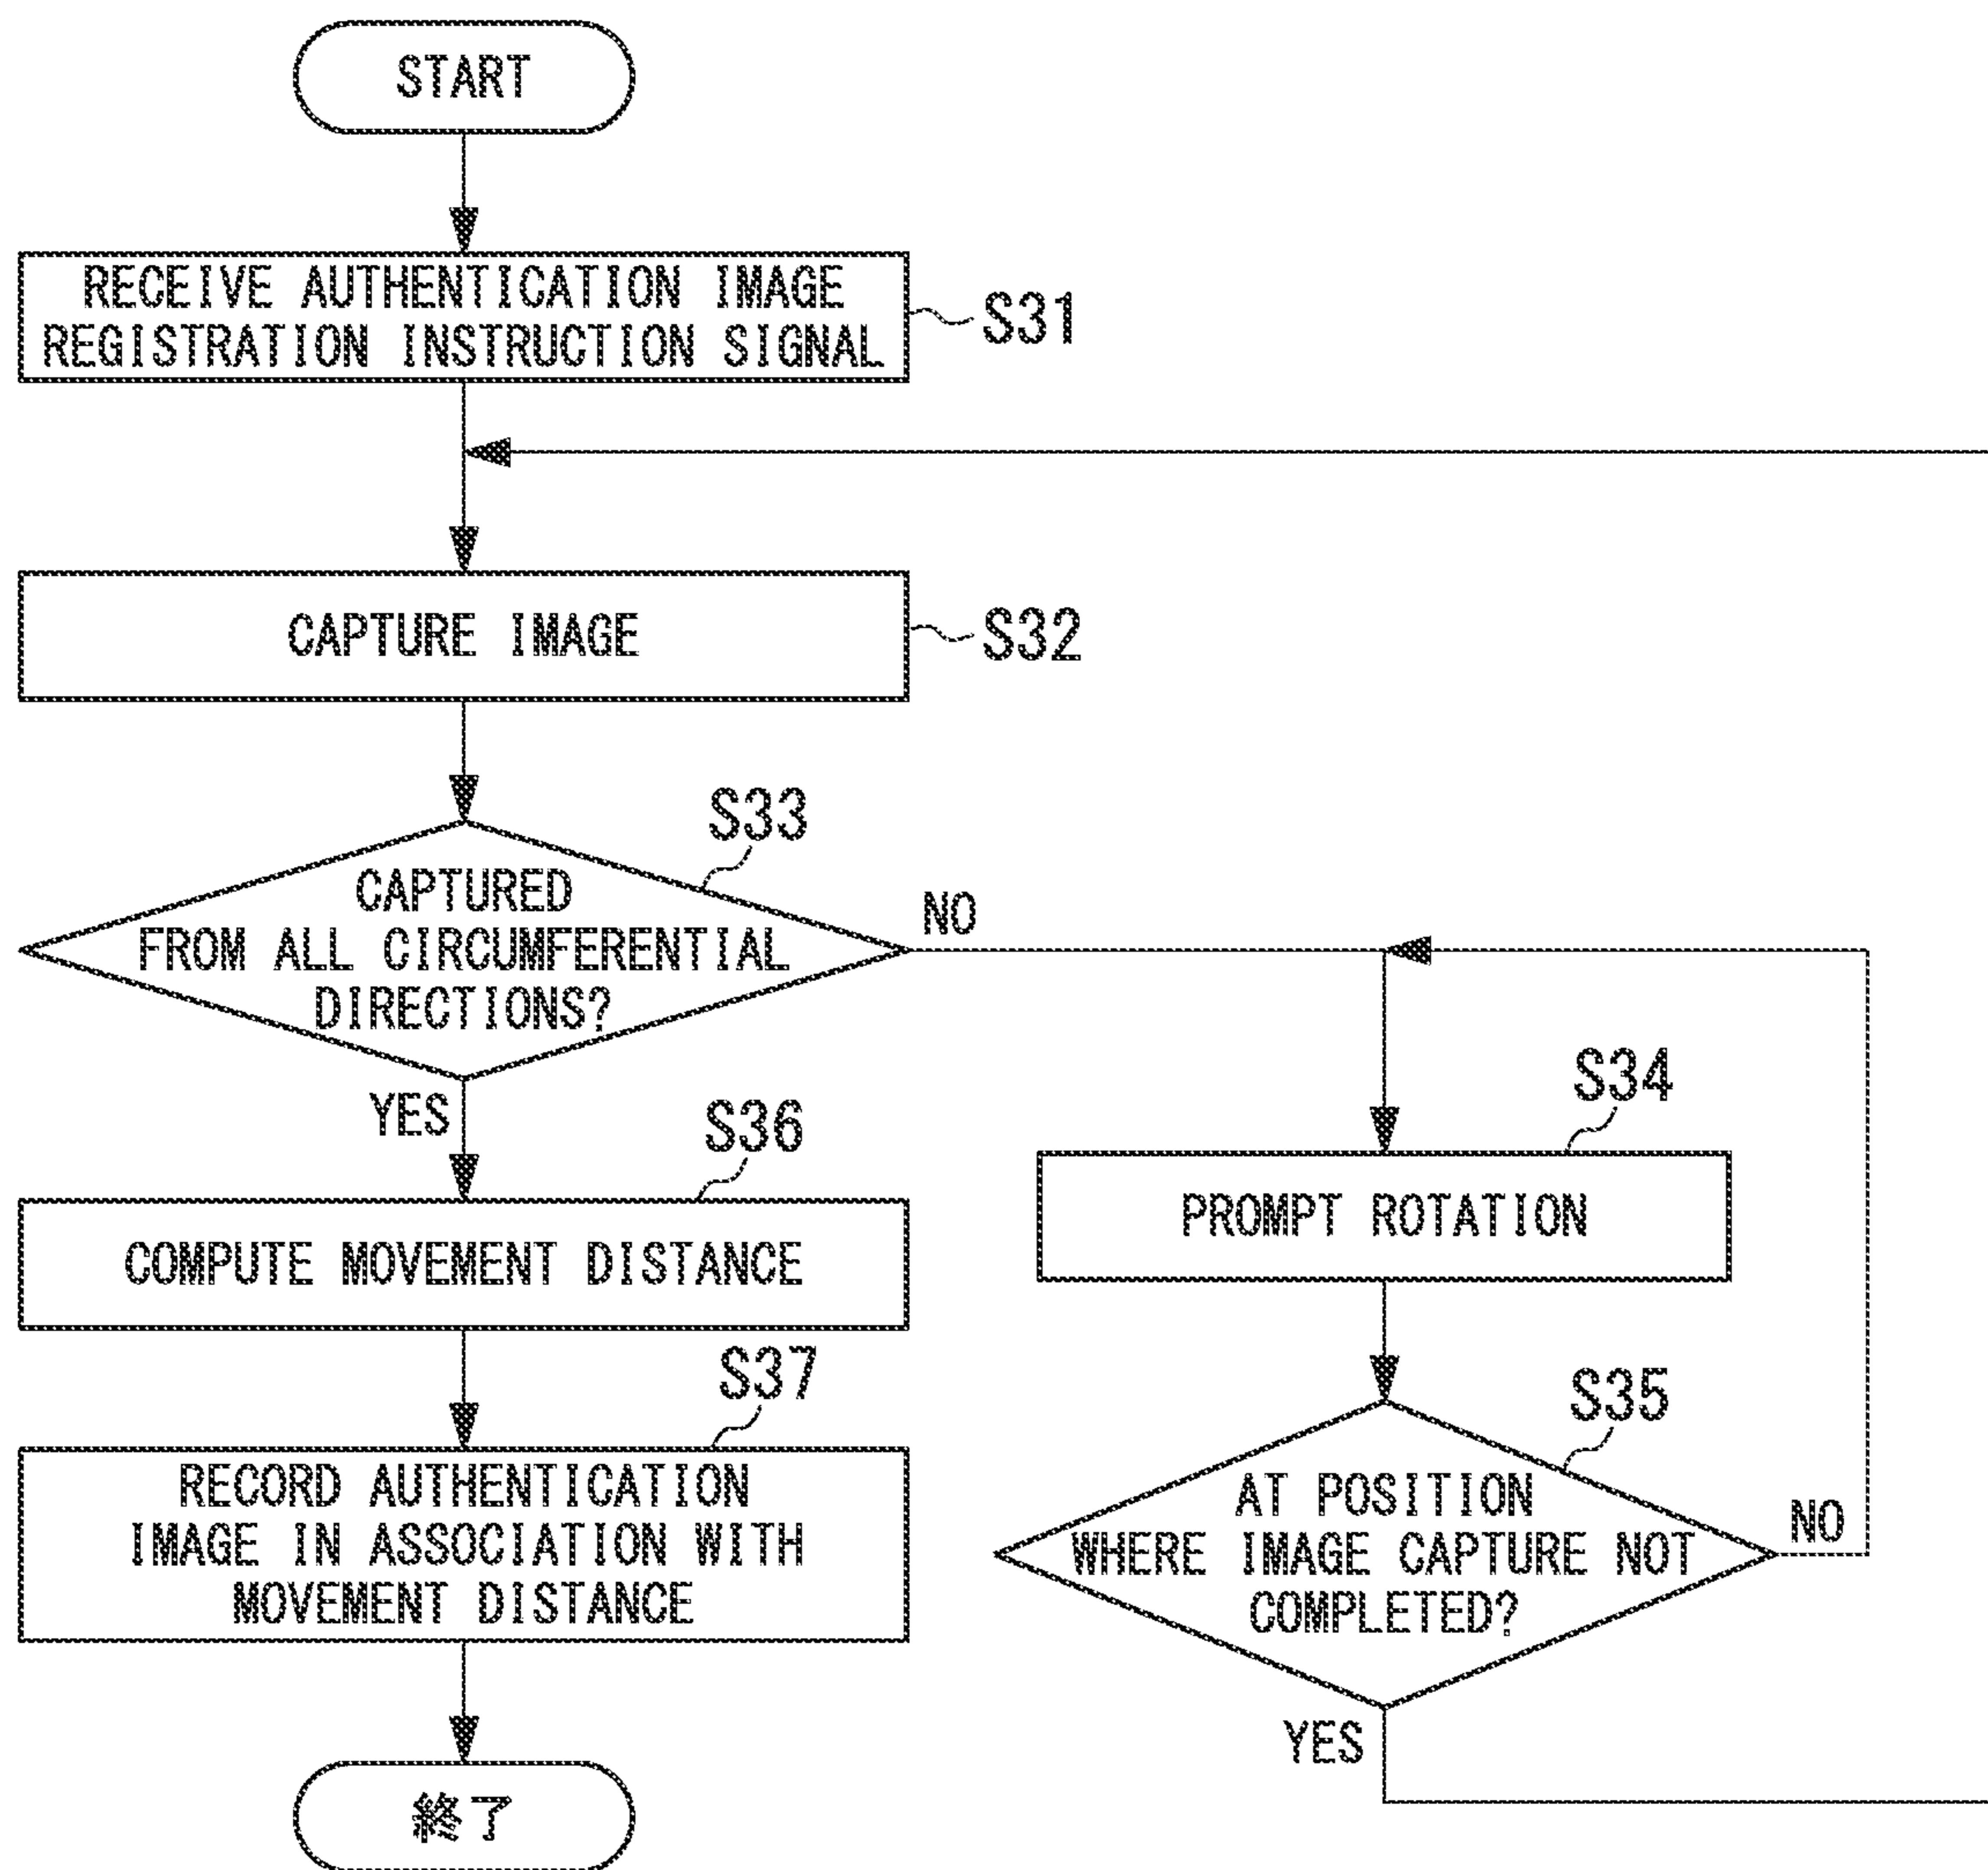 START
RECEIVE AUTHENTICATION IMAGE
REGISTRATION INSTRUCTION SIGNAL
S31
CAPTURE IMAGE
S32
S33
CAPTURED
FROM ALL CIRCUMFERENTIAL
DIRECTIONS?
NO
YES
S34
PROMPT ROTATION
S35
AT POSITION
WHERE IMAGE CAPTURE NOT
COMPLETED?
NO
YES
S36
COMPUTE MOVEMENT DISTANCE
S37
RECORD AUTHENTICATION
IMAGE IN ASSOCIATION WITH
MOVEMENT DISTANCE
終了